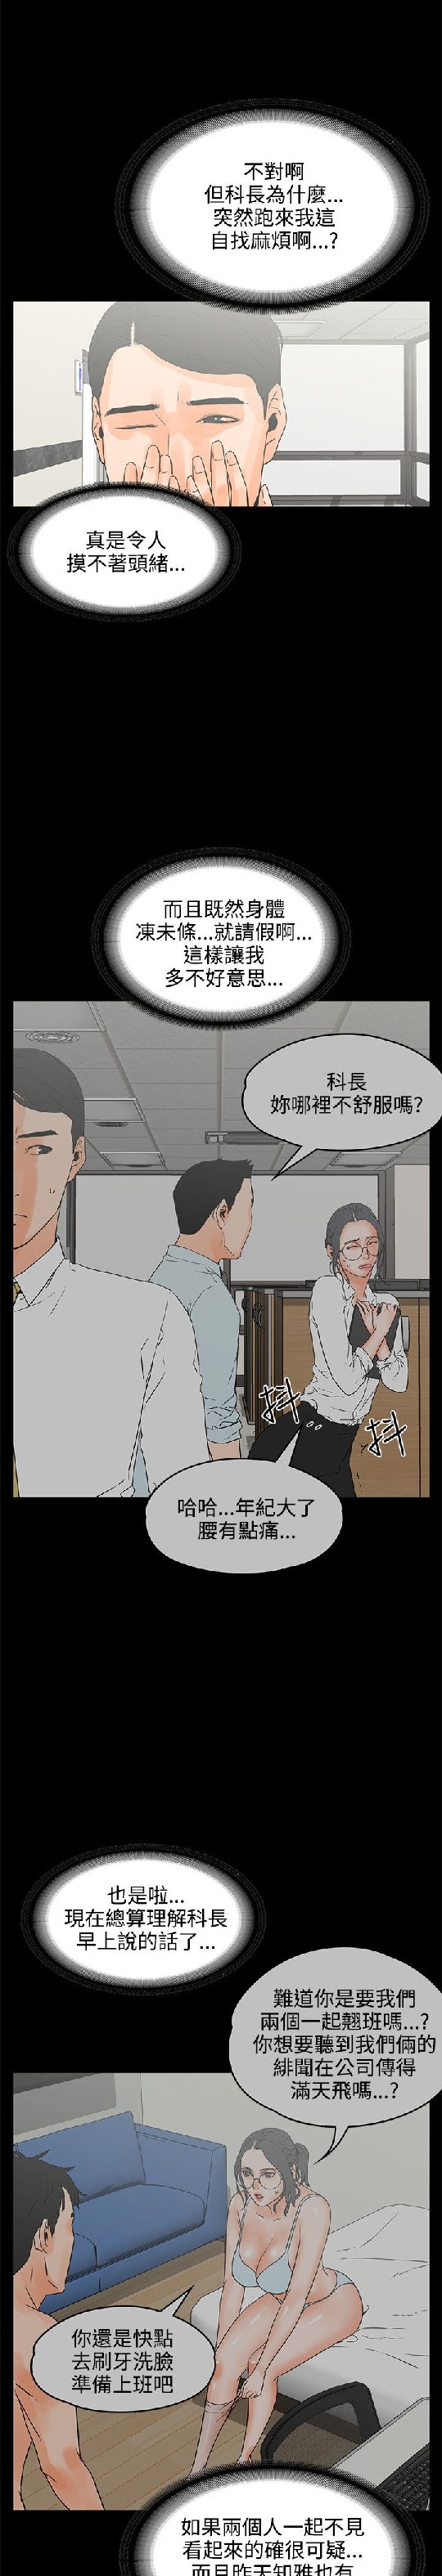 不對啊
但科長為什麼...
突然跑來我這
自找麻煩啊...?
真是令人
摸不著頭緒...
而且既然身體
凍未條...就請假啊...
這樣讓我
多不好意思...
科長
妳哪裡不舒服嗎?
抖
抖
哈哈...年紀大了
腰有點痛...
也是啦...
現在總算理解科長
早上說的話了...
難道你是要我們
兩個一起翹班嗎...?
你想要聽到我們倆的
緋聞在公司傳得
滿天飛嗎...?
你還是快點
去刷牙洗臉
準備上班吧
如果兩個人一起不見
看起來的確很可疑...
而且昨天知雅也有